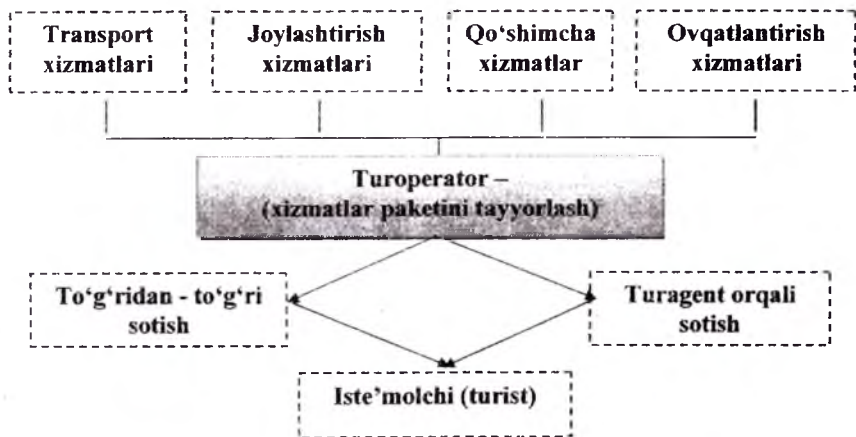 Transport
xizmatlari
Joylashtirish
xizmatlari
Qo‘shimcha
xizmatlar
Ovqatlantirish
xizmatlari
Turoperator –
(xizmatlar paketini tayyorlash)
To‘g‘ridan - to‘g‘ri
sotish
Turagent orqali
sotish
Iste’molchi (turist)